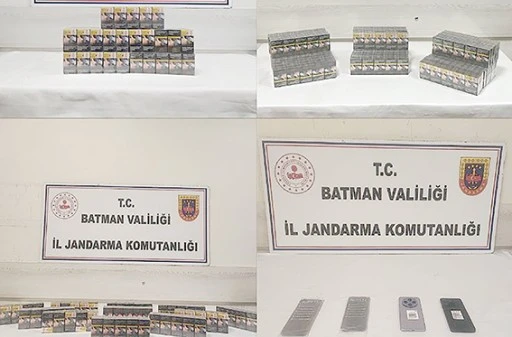 T.C.
BATMAN VALİLİĞİ
İL JANDARMA KOMUTANLIĞI
T.C.
BATMAN VALİLİĞİ
İL JANDARMA KOMUTANLIĞI